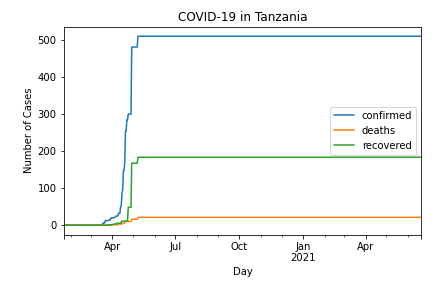 COVID-19 in Tanzania
Number of Cases
500
400
300
200
100
0
confirmed
deaths
recovered
Apr
Jul
Oct
Jan
2021
Apr
Day